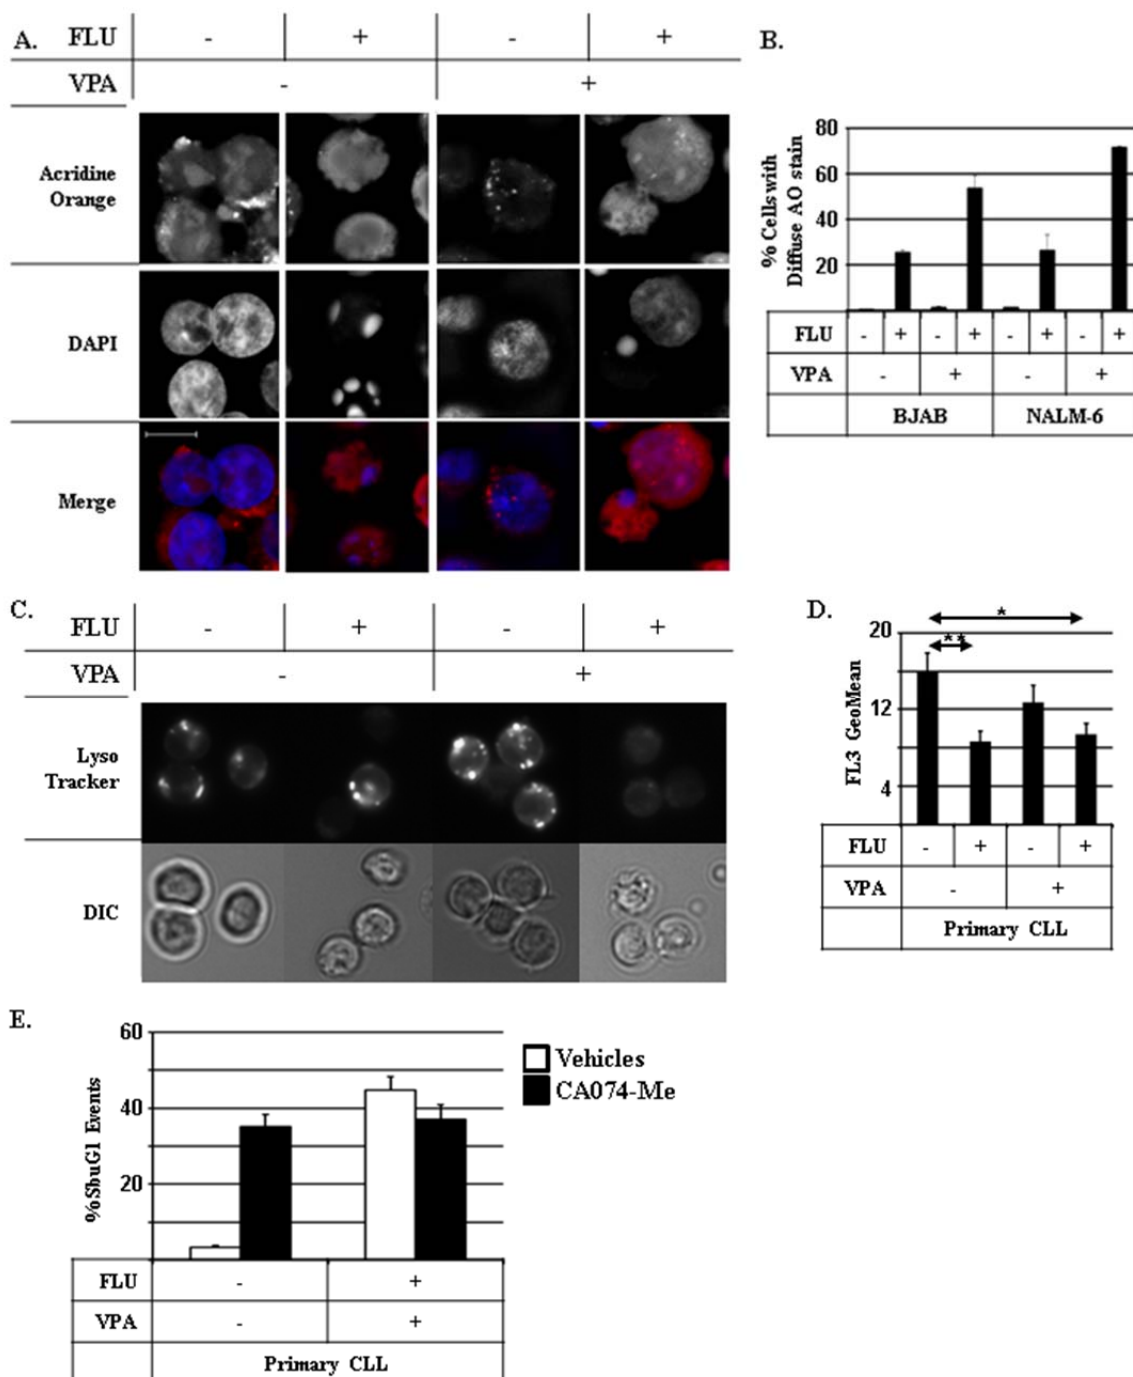 A. FLU - + - +
VPA - +
Acridine
Orange
DAPI
Merge
B.
80
60
40
20
% Cells with
Diffuse AO stain
FLU - + - + - + - +
VPA - + - +
BJAB NALM-6
C. FLU - + - +
VPA - +
Lyso
Tracker
DIC
D.
*
**
20
12
4
FL3 GeoMean
FLU - + - +
VPA - +
Primary CLL
E.
60
40
20
%SbuG1 Events
Vehicles
CA074-Me
FLU - +
VPA - +
Primary CLL